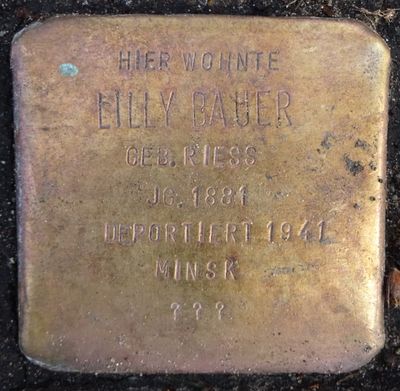 HIER WOHNTE
LILLY BAUER
GEB. RIESS
JG. 1881
DEPORTIERT 1941
MINSK
? ? ?